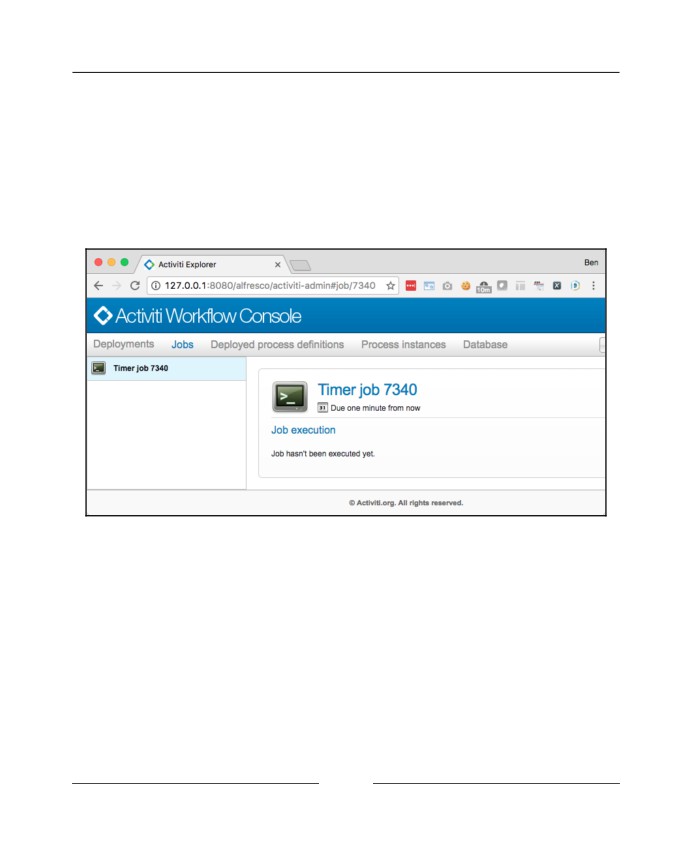 Activiti Explorer
Ben
127.0.0.1:8080/alfresco/activiti-admin#job/7340
Activiti Workflow Console
Deployments Jobs Deployed process definitions Process instances Database
Timer job 7340
Timer job 7340
31 Due one minute from now
Job execution
Job hasn't been executed yet.
© Activiti.org. All rights reserved.